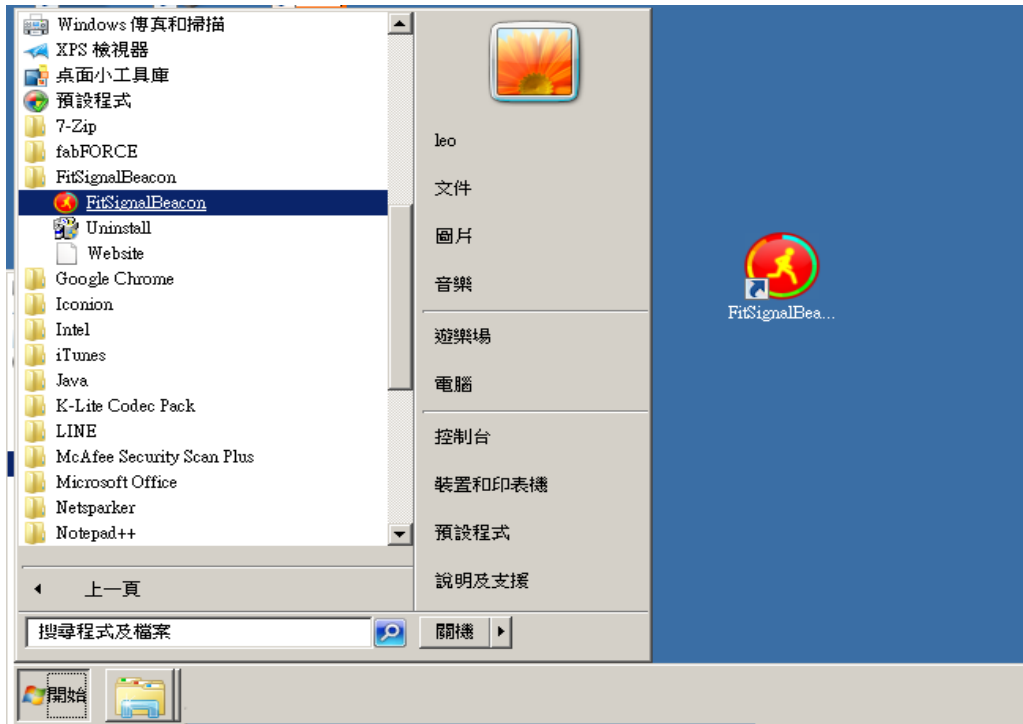 Windows 傳真和掃描
XPS 檢視器
桌面小工具庫
預設程式
7-Zip
fabFORCE
FitSignalBeacon
FitSignalBeacon
Uninstall
Website
Google Chrome
Iconion
Intel
iTunes
Java
K-Lite Codec Pack
LINE
McAfee Security Scan Plus
Microsoft Office
Netsparker
Notepad++
上一頁
搜尋程式及檔案
leo
文件
圖片
音樂
遊樂場
電腦
控制台
裝置和印表機
預設程式
說明及支援
關機
FitSignalBea...
開始